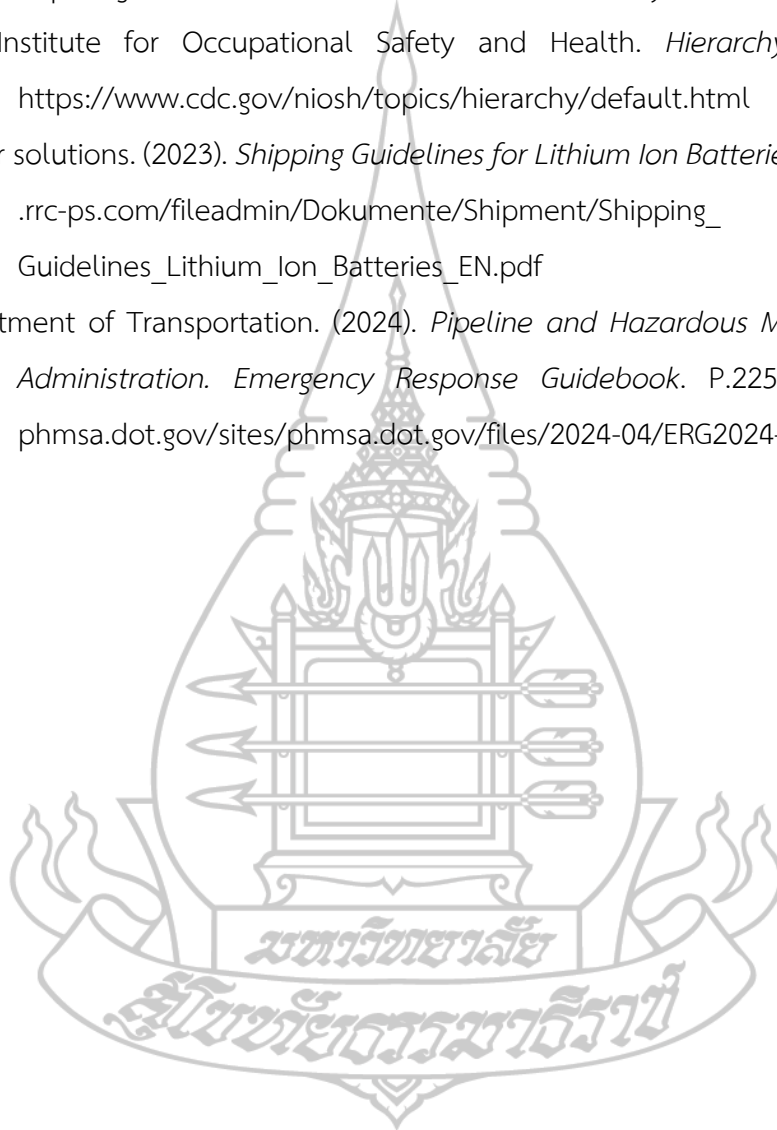 Institute for Occupational Safety and Health. Hierarchy
https://www.cdc.gov/niosh/topics/hierarchy/default.html
r solutions. (2023). Shipping Guidelines for Lithium Ion Batterie
.rrc-ps.com/fileadmin/Dokumente/Shipment/Shipping_
Guidelines_Lithium_Ion_Batteries_EN.pdf
tment of Transportation. (2024). Pipeline and Hazardous M
Administration. Emergency Response Guidebook. P.225
phmsa.dot.gov/sites/phmsa.dot.gov/files/2024-04/ERG2024-
มหาวิทยาลัย
สุโขทัยธรรมาธิราช